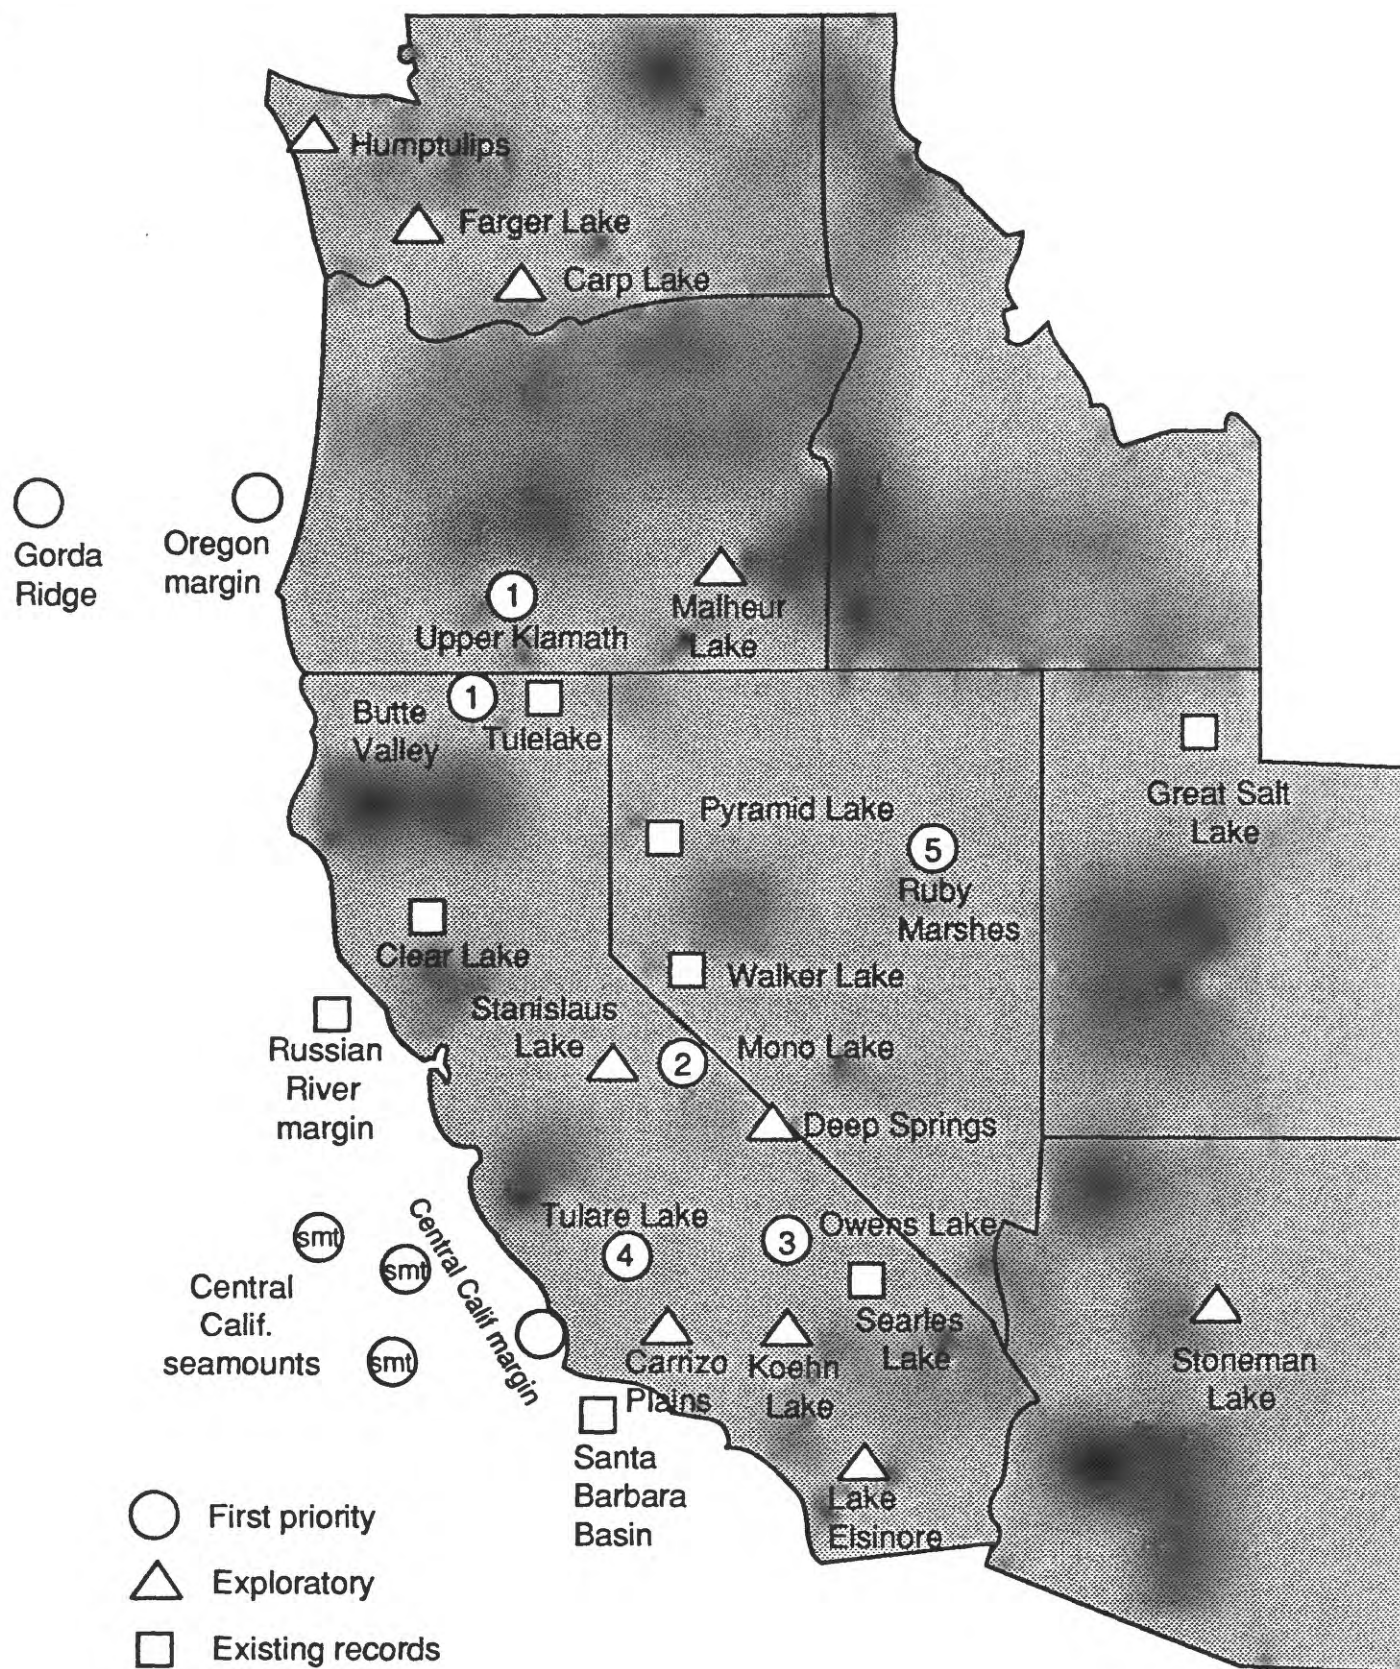 Humptulips
Farger Lake
Carp Lake
Gorda
Ridge
Oregon
margin
1
Upper Klamath
Malheur
Lake
Butte
Valley
1
Tulelake
Great Salt
Lake
Pyramid Lake
5
Ruby
Marshes
Clear Lake
Walker Lake
Stanislaus
Lake
2
Mono Lake
Russian
River
margin
Deep Springs
Tulare Lake
4
3
Owens Lake
smt
smt
smt
Central
Calif.
seamounts
Central Calif margin
Searles
Lake
Carrizo
Plains
Koehn
Lake
Stoneman
Lake
Santa
Barbara
Basin
Lake
Elsinore
First priority
Exploratory
Existing records